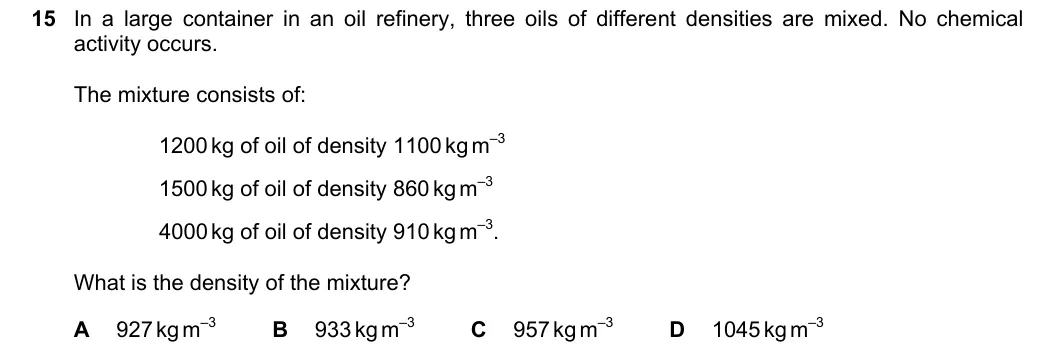 15 In a large container in an oil refinery, three oils of different densities are mixed. No chemical
activity occurs.
The mixture consists of:
1200 kg of oil of density 1100 kg m⁻³
1500 kg of oil of density 860 kg m⁻³
4000 kg of oil of density 910 kg m⁻³.
What is the density of the mixture?
A 927 kg m⁻³ B 933 kg m⁻³ C 957 kg m⁻³ D 1045 kg m⁻³